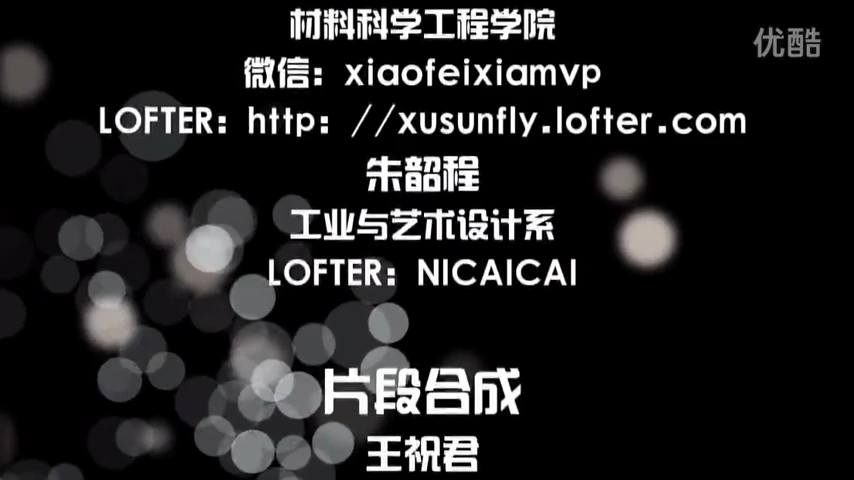 材料科学工程学院
优酷
微信：xiaofeixiamvp
LOFTER：http：//xusunfly.lofter.com
朱韶程
工业与艺术设计系
LOFTER：NICAICAI
片段合成
王祝君